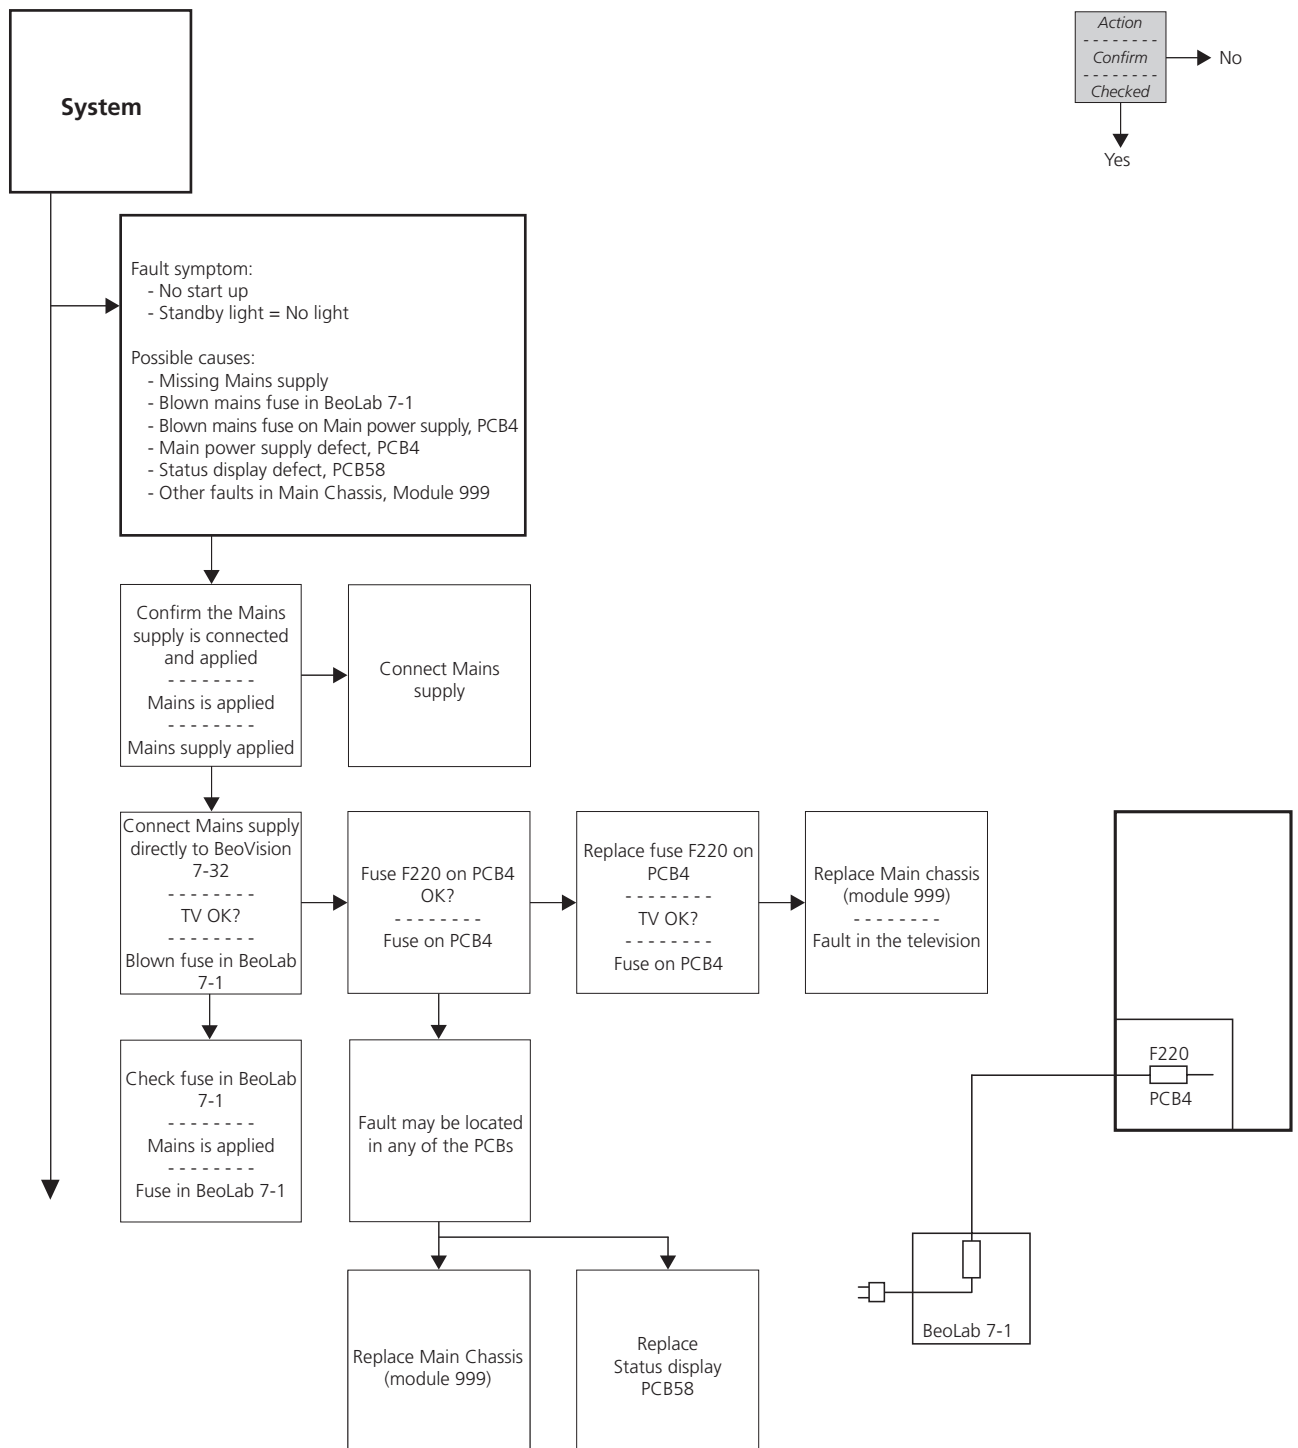 System
Action
- - - - - - - -
Confirm
- - - - - - - -
Checked
No
Yes
Fault symptom:
- No start up
- Standby light = No light
Possible causes:
- Missing Mains supply
- Blown mains fuse in BeoLab 7-1
- Blown mains fuse on Main power supply, PCB4
- Main power supply defect, PCB4
- Status display defect, PCB58
- Other faults in Main Chassis, Module 999
Confirm the Mains
supply is connected
and applied
- - - - - - - -
Mains is applied
- - - - - - - -
Mains supply applied
Connect Mains
supply
Connect Mains supply
directly to BeoVision
7-32
- - - - - - - -
TV OK?
- - - - - - - -
Blown fuse in BeoLab
7-1
Fuse F220 on PCB4
OK?
- - - - - - - -
Fuse on PCB4
Replace fuse F220 on
PCB4
- - - - - - - -
TV OK?
- - - - - - - -
Fuse on PCB4
Replace Main chassis
(module 999)
- - - - - - - -
Fault in the television
Check fuse in BeoLab
7-1
- - - - - - - -
Mains is applied
- - - - - - - -
Fuse in BeoLab 7-1
Fault may be located
in any of the PCBs
F220
PCB4
BeoLab 7-1
Replace Main Chassis
(module 999)
Replace
Status display
PCB58